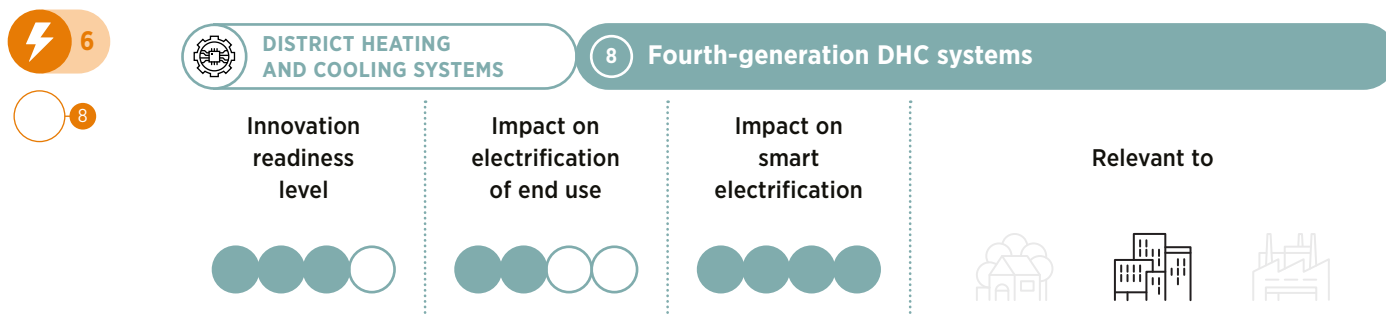 6
8
DISTRICT HEATING
AND COOLING SYSTEMS
8 Fourth-generation DHC systems
Innovation
readiness
level
Impact on
electrification
of end use
Impact on
smart
electrification
Relevant to